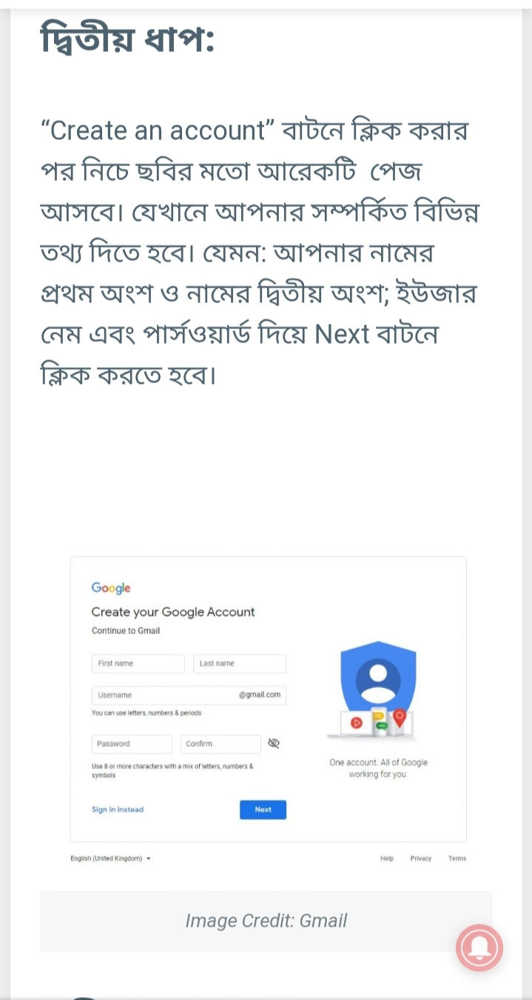 দ্বিতীয় ধাপ:
“Create an account” বাটনে ক্লিক করার
পর নিচে ছবির মতো আরেকটি পেজ
আসবে। যেখানে আপনার সম্পর্কিত বিভিন্ন
তথ্য দিতে হবে। যেমন: আপনার নামের
প্রথম অংশ ও নামের দ্বিতীয় অংশ; ইউজার
নেম এবং পার্সওয়ার্ড দিয়ে Next বাটনে
ক্লিক করতে হবে।
Google
Create your Google Account
Continue to Gmail
First name Last name
Username @gmail.com
You can use letters, numbers & periods
Password Confirm
Use 8 or more characters with a mix of letters, numbers &
symbols
One account. All of Google
working for you.
Sign in instead Next
English (United Kingdom) Help Privacy Terms
Image Credit: Gmail